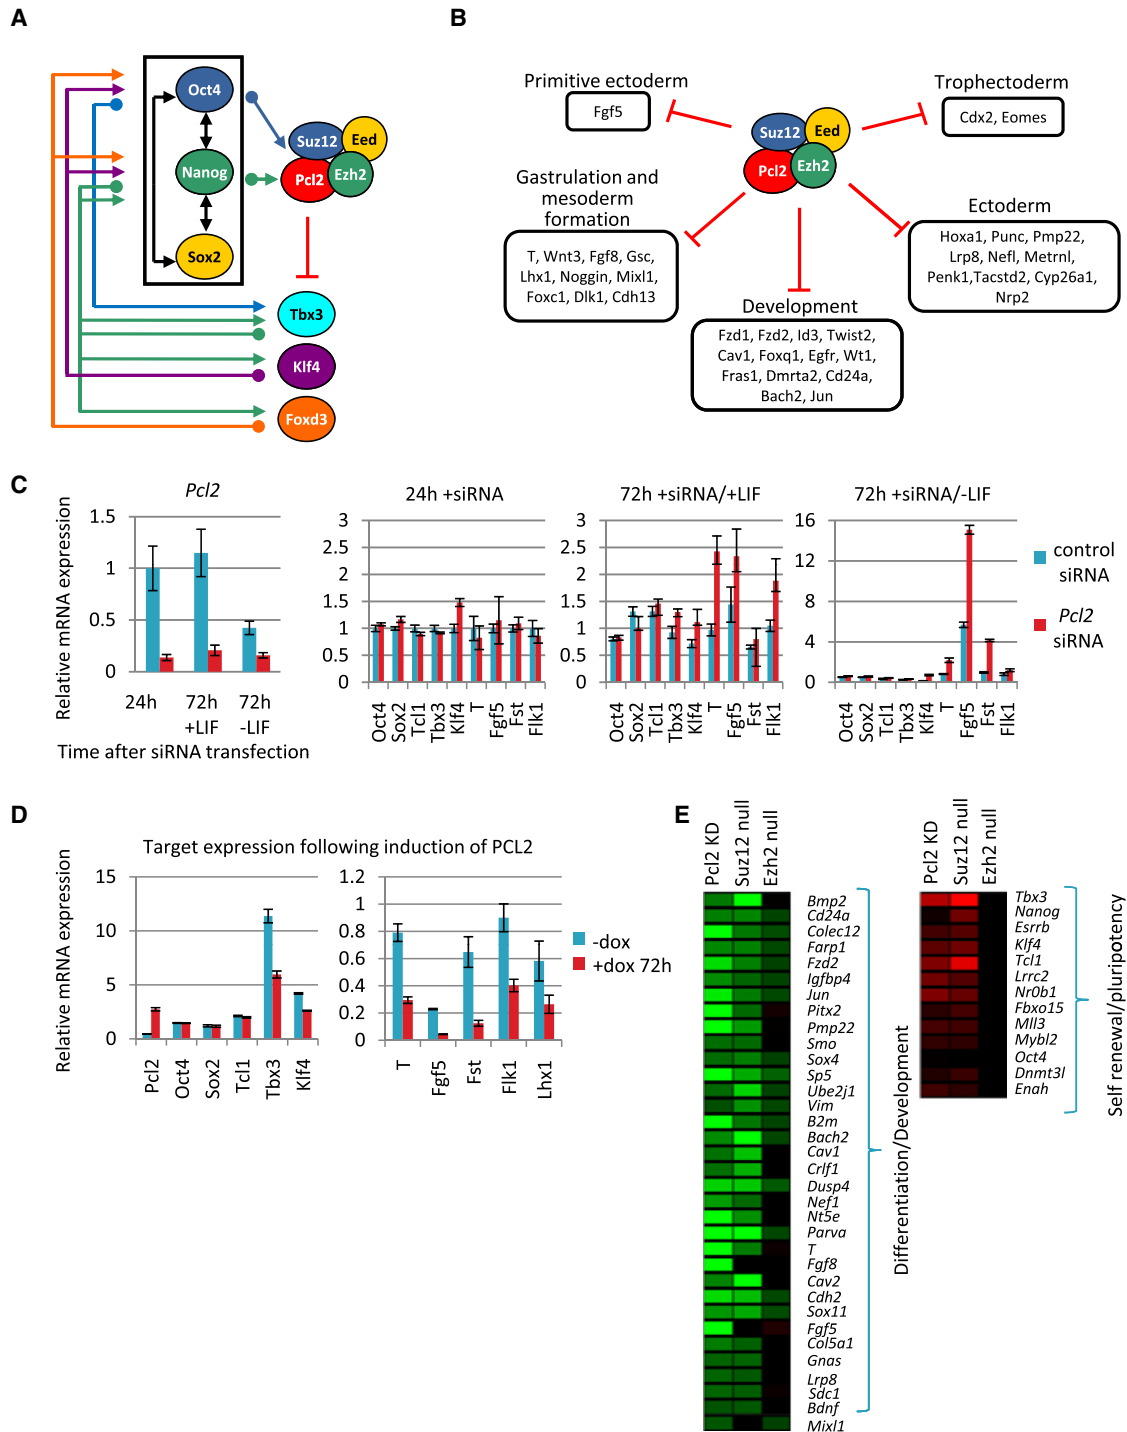 A
Oct4
Nanog
Sox2
Suz12
Eed
Pcl2
Ezh2
Tbx3
Klf4
Foxd3
B
Primitive ectoderm
Fgf5
Trophectoderm
Cdx2, Eomes
Suz12
Eed
Pcl2
Ezh2
Gastrulation and
mesoderm
formation
T, Wnt3, Fgf8, Gsc,
Lhx1, Noggin, Mixl1,
Foxc1, Dlk1, Cdh13
Ectoderm
Hoxa1, Punc, Pmp22,
Lrp8, Nefl, Metrnl,
Penk1,Tacstd2, Cyp26a1,
Nrp2
Development
Fzd1, Fzd2, Id3, Twist2,
Cav1, Foxq1, Egfr, Wt1,
Fras1, Dmrta2, Cd24a,
Bach2, Jun
C
Relative mRNA expression
Pcl2
1.5
1
0.5
0
24h
72h
+LIF
72h
-LIF
Time after siRNA transfection
24h +siRNA
3
2.5
2
1.5
1
0.5
0
Oct4
Sox2
Tcl1
Tbx3
Klf4
T
Fgf5
Fst
Flk1
72h +siRNA/+LIF
3
2.5
2
1.5
1
0.5
0
Oct4
Sox2
Tcl1
Tbx3
Klf4
T
Fgf5
Fst
Flk1
72h +siRNA/-LIF
16
12
8
4
0
Oct4
Sox2
Tcl1
Tbx3
Klf4
T
Fgf5
Fst
Flk1
control
siRNA
Pcl2
siRNA
D
Target expression following induction of PCL2
Relative mRNA expression
15
10
5
0
Pcl2
Oct4
Sox2
Tcl1
Tbx3
Klf4
1.2
1
0.8
0.6
0.4
0.2
0
T
Fgf5
Fst
Flk1
Lhx1
-dox
+dox 72h
E
Pcl2 KD
Suz12 null
Ezh2 null
Bmp2
Cd24a
Colec12
Farp1
Fzd2
Igfbp4
Jun
Pitx2
Pmp22
Smo
Sox4
Sp5
Ube2j1
Vim
B2m
Bach2
Cav1
Crlf1
Dusp4
Nef1
Nt5e
Parva
T
Fgf8
Cav2
Cdh2
Sox11
Fgf5
Col5a1
Gnas
Lrp8
Sdc1
Bdnf
Mixl1
Differentiation/Development
Pcl2 KD
Suz12 null
Ezh2 null
Tbx3
Nanog
Esrrb
Klf4
Tcl1
Lrrc2
Nr0b1
Fbxo15
Mll3
Mybl2
Oct4
Dnmt3l
Enah
Self renewal/pluripotency